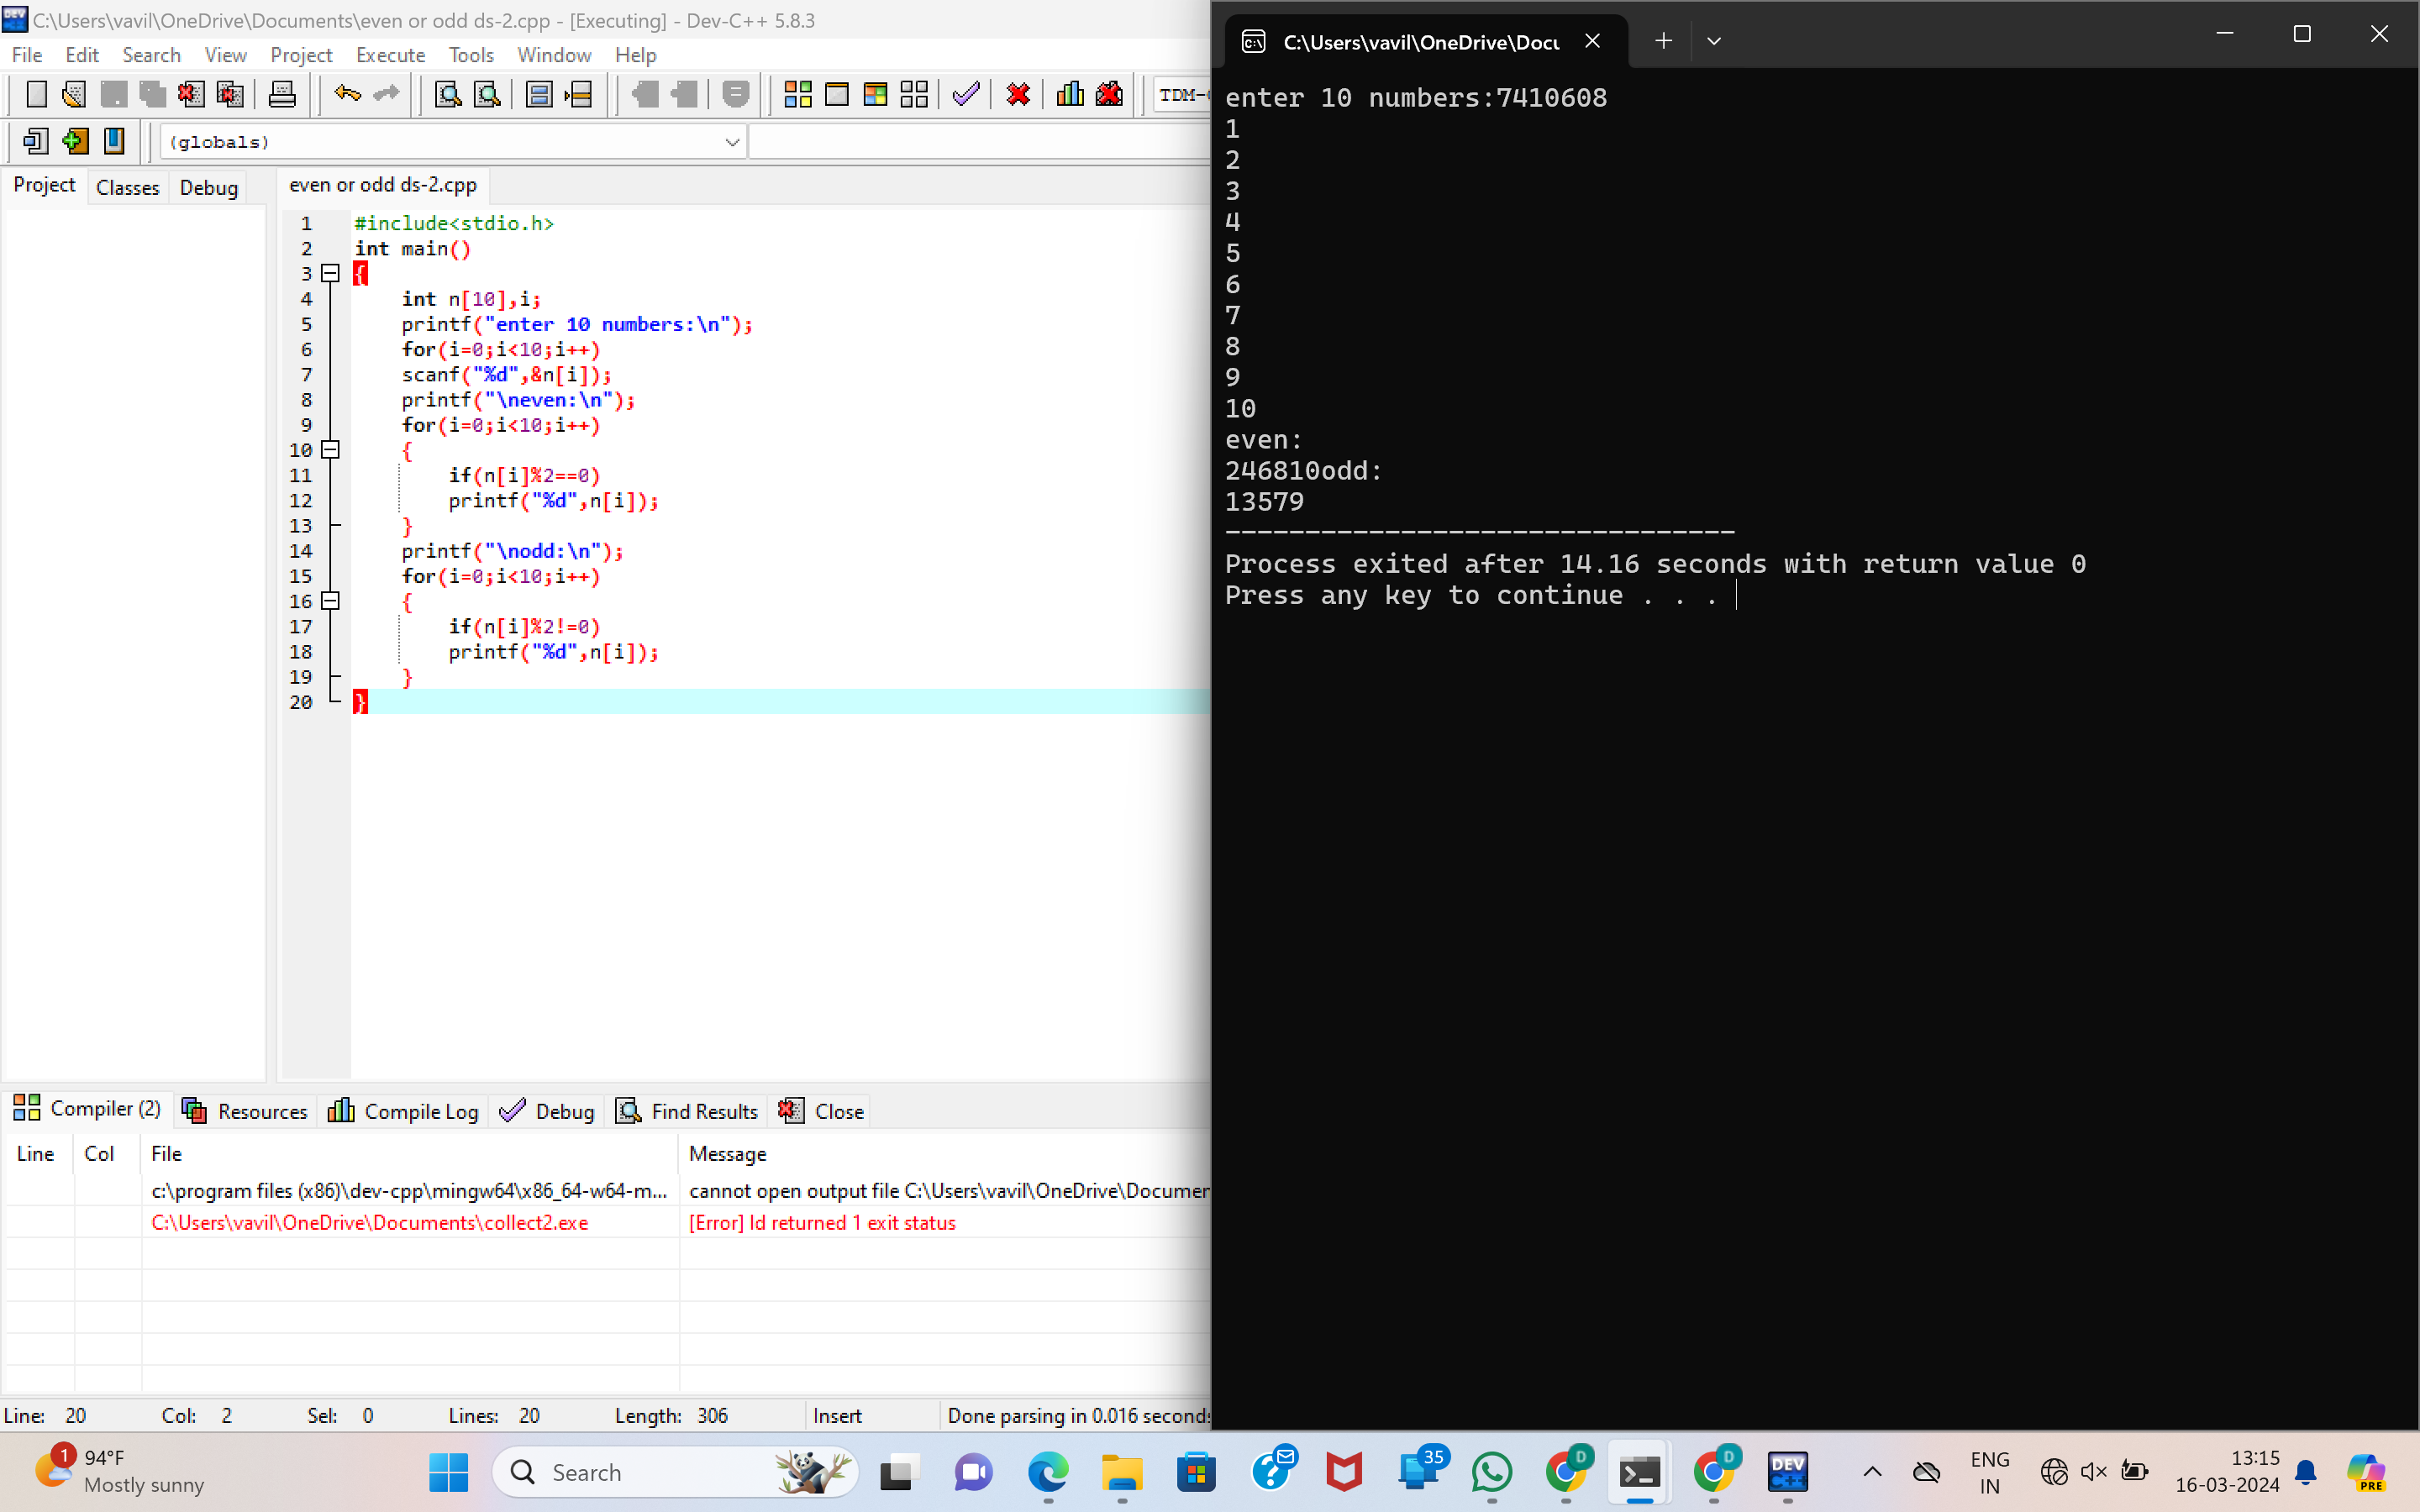 C:\Users\vavil\OneDrive\Documents\even or odd ds-2.cpp - [Executing] - Dev-C++ 5.8.3
File Edit Search View Project Execute Tools Window Help
TDM-
(globals)
Project Classes Debug
even or odd ds-2.cpp
1 #include<stdio.h>
2 int main()
3 {
4 int n[10],i;
5 printf("enter 10 numbers:\n");
6 for(i=0;i<10;i++)
7 scanf("%d",&n[i]);
8 printf("\neven:\n");
9 for(i=0;i<10;i++)
10 {
11 if(n[i]%2==0)
12 printf("%d",n[i]);
13 }
14 printf("\nodd:\n");
15 for(i=0;i<10;i++)
16 {
17 if(n[i]%2!=0)
18 printf("%d",n[i]);
19 }
20 }
Compiler (2) Resources Compile Log Debug Find Results Close
Line Col File Message
c:\program files (x86)\dev-cpp\mingw64\x86_64-w64-m... cannot open output file C:\Users\vavil\OneDrive\Documen
C:\Users\vavil\OneDrive\Documents\collect2.exe [Error] ld returned 1 exit status
Line: 20 Col: 2 Sel: 0 Lines: 20 Length: 306 Insert Done parsing in 0.016 seconds
C:\Users\vavil\OneDrive\Docu
enter 10 numbers:7410608
1
2
3
4
5
6
7
8
9
10
even:
246810odd:
13579
--------------------------------
Process exited after 14.16 seconds with return value 0
Press any key to continue . . .
1
94°F
Mostly sunny
Search
35
D
D
DEV
C++
ENG
IN
13:15
16-03-2024
PRE